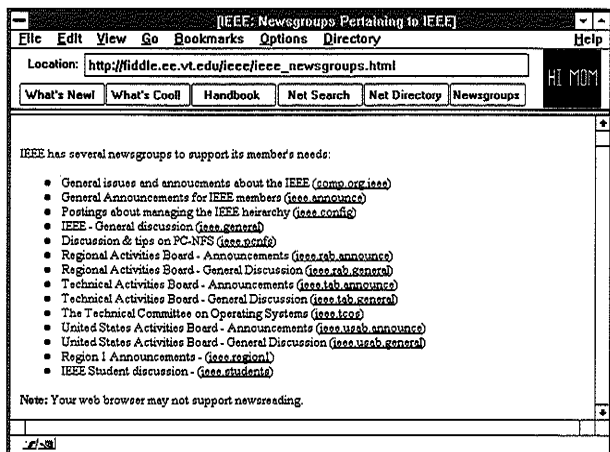 [IEEE: Newsgroups Pertaining to IEEE]
File Edit View Go Bookmarks Options Directory Help
Location: http://fiddle.ee.vt.edu/ieee/ieee_newsgroups.html
HI MOM
What's New! What's Cool! Handbook Net Search Net Directory Newsgroups
IEEE has several newsgroups to support its member's needs:
General issues and annoucments about the IEEE (comp.org.ieee)
General Announcements for IEEE members (ieee.announce)
Postings about managing the IEEE heirarchy (ieee.config)
IEEE - General discussion (ieee.general)
Discussion & tips on PC-NFS (ieee.pcnfs)
Regional Activities Board - Announcements (ieee.rab.announce)
Regional Activities Board - General Discussion (ieee.rab.general)
Technical Activities Board - Announcements (ieee.tab.announce)
Technical Activities Board - General Discussion (ieee.tab.general)
The Technical Committee on Operating Systems (ieee.tcos)
United States Activities Board - Announcements (ieee.usab.announce)
United States Activities Board - General Discussion (ieee.usab.general)
Region 1 Announcements - (ieee.region1)
IEEE Student discussion - (ieee.students)
Note: Your web browser may not support newsreading.